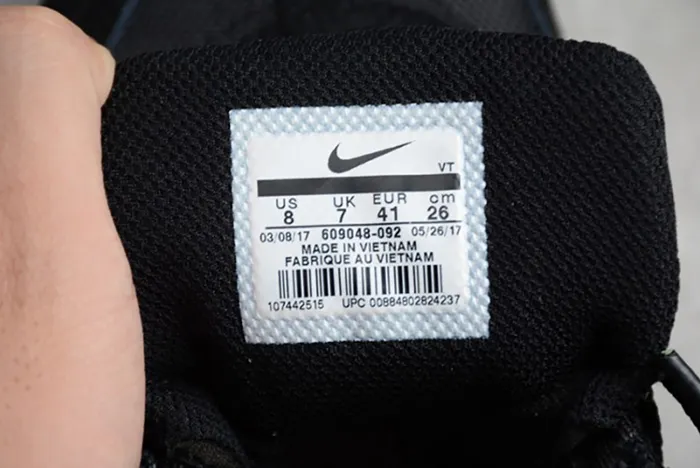 VT
US UK EUR cm
8 7 41 26
03/08/17 609048-092 05/26/17
MADE IN VIETNAM
FABRIQUE AU VIETNAM
107442515 UPC 00884802824237